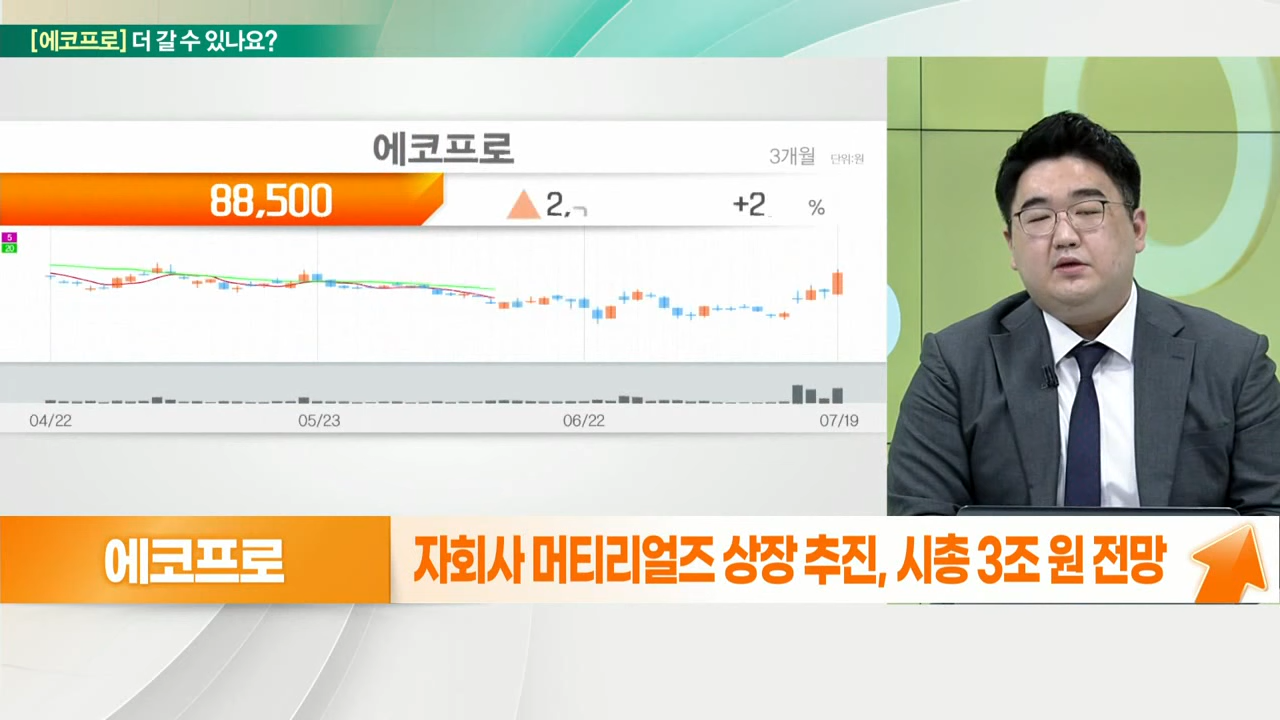 [에코프로] 더 갈 수 있나요?
에코프로
3개월 단위:원
88,500 ▲ 2, +2 %
5
20
04/22 05/23 06/22 07/19
에코프로
자회사 머티리얼즈 상장 추진, 시총 3조 원 전망